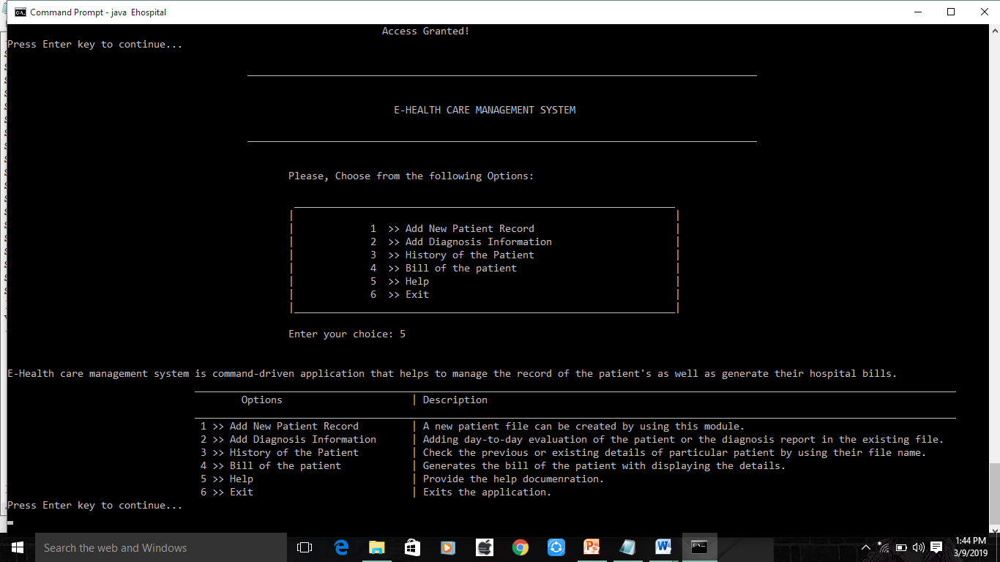 Command Prompt - java  Ehospital
Access Granted!
Press Enter key to continue...
E-HEALTH CARE MANAGEMENT SYSTEM
Please, Choose from the following Options:
1 >> Add New Patient Record
2 >> Add Diagnosis Information
3 >> History of the Patient
4 >> Bill of the patient
5 >> Help
6 >> Exit
Enter your choice: 5
E-Health care management system is command-driven application that helps to manage the record of the patient's as well as generate their hospital bills.
Options | Description
1 >> Add New Patient Record | A new patient file can be created by using this module.
2 >> Add Diagnosis Information | Adding day-to-day evaluation of the patient or the diagnosis report in the existing file.
3 >> History of the Patient | Check the previous or existing details of particular patient by using their file name.
4 >> Bill of the patient | Generates the bill of the patient with displaying the details.
5 >> Help | Provide the help documenration.
6 >> Exit | Exits the application.
Press Enter key to continue...
Search the web and Windows
1:44 PM
3/9/2019